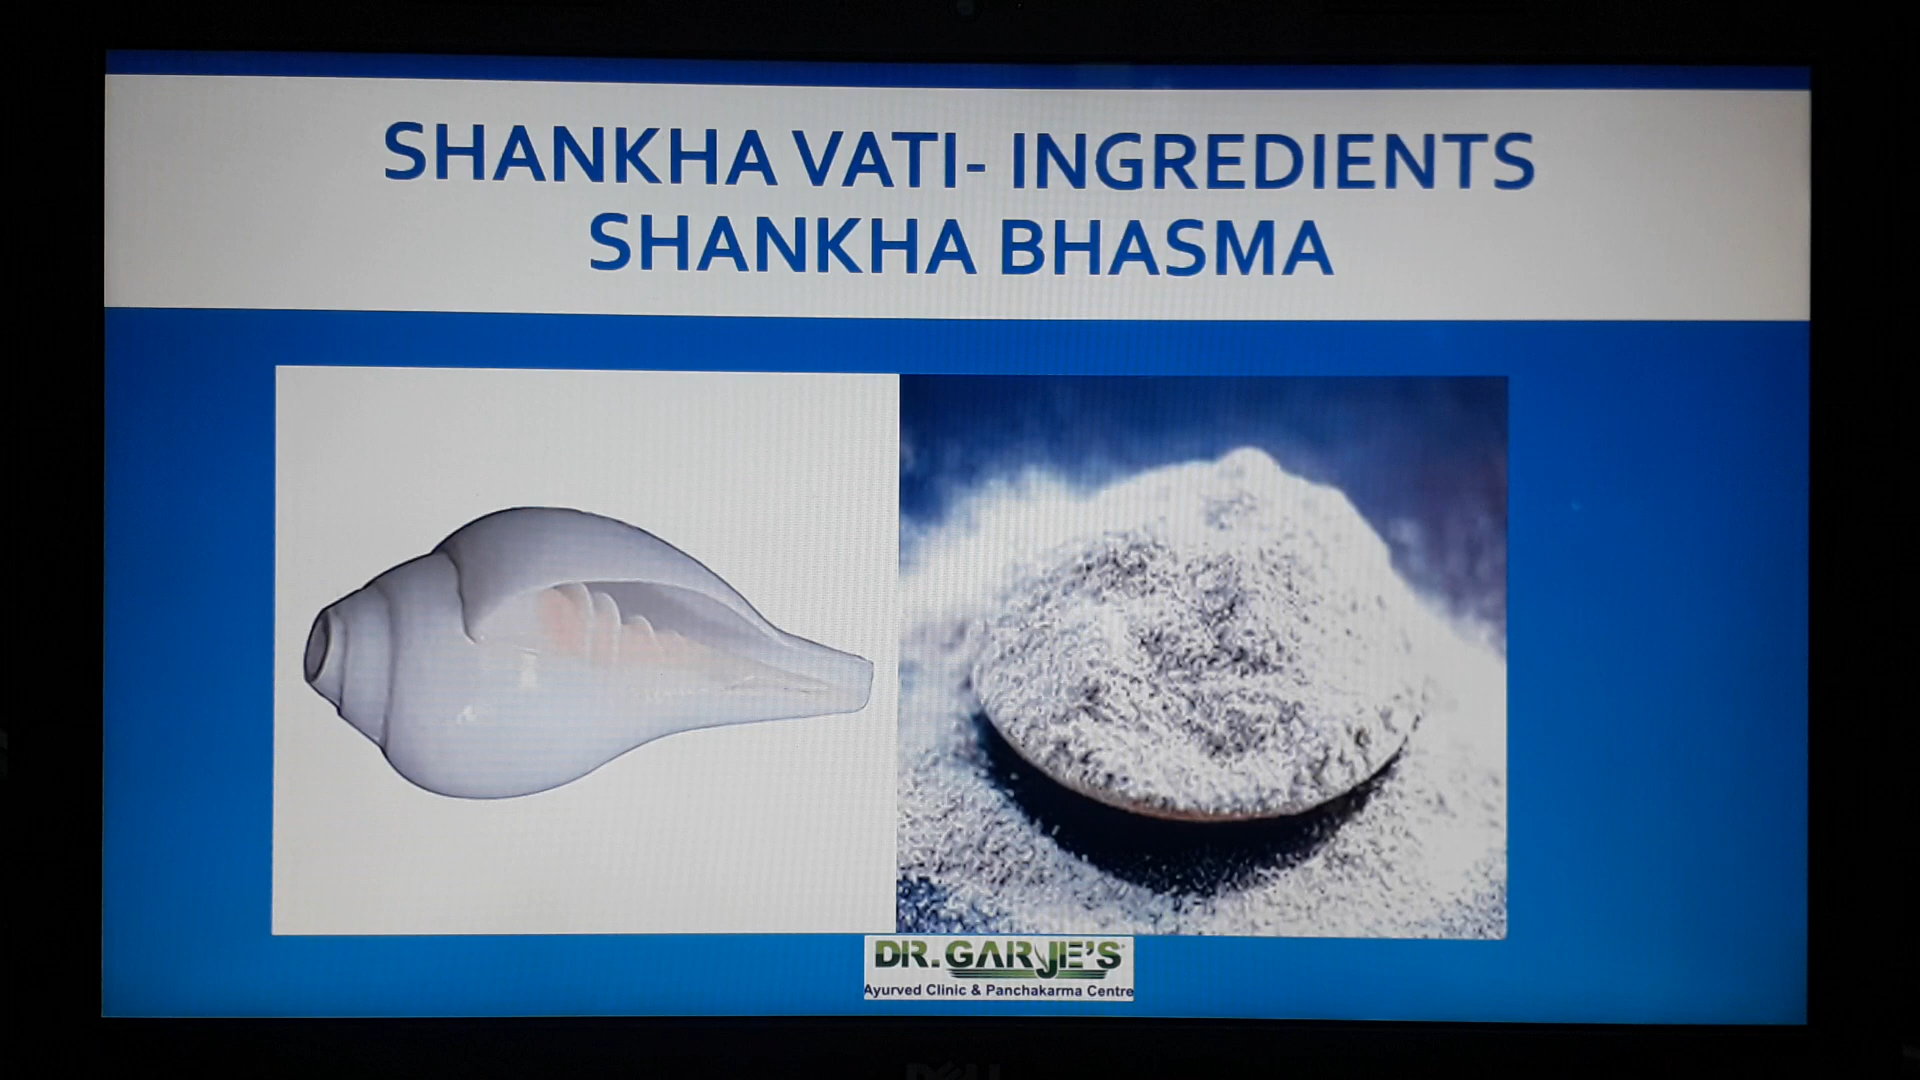 SHANKHA VATI- INGREDIENTS
SHANKHA BHASMA
DR. GARJE'S
Ayurved Clinic & Panchakarma Centre